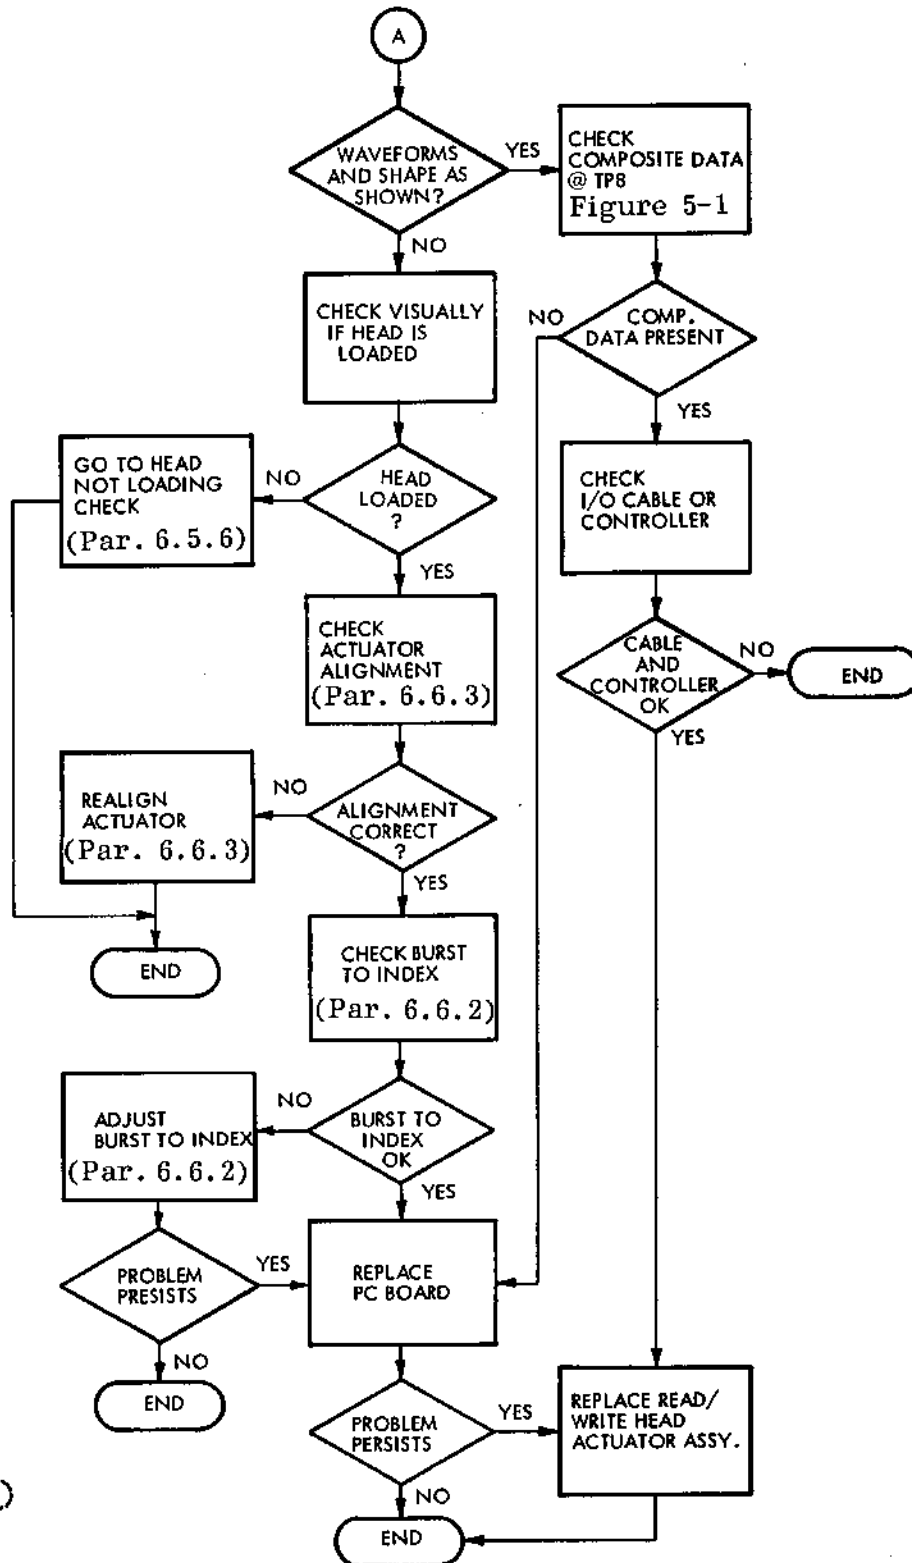 A
WAVEFORMS
AND SHAPE AS
SHOWN?
YES
CHECK
COMPOSITE DATA
@ TP8
Figure 5-1
NO
CHECK VISUALLY
IF HEAD IS
LOADED
NO
COMP.
DATA PRESENT
YES
GO TO HEAD
NOT LOADING
CHECK
(Par. 6.5.6)
NO
HEAD
LOADED
?
YES
CHECK
I/O CABLE OR
CONTROLLER
CHECK
ACTUATOR
ALIGNMENT
(Par. 6.6.3)
CABLE
AND
CONTROLLER
OK
NO
END
YES
REALIGN
ACTUATOR
(Par. 6.6.3)
NO
ALIGNMENT
CORRECT
?
YES
END
CHECK BURST
TO INDEX
(Par. 6.6.2)
ADJUST
BURST TO INDEX
(Par. 6.6.2)
NO
BURST TO
INDEX
OK
YES
PROBLEM
PRESISTS
YES
REPLACE
PC BOARD
NO
END
PROBLEM
PERSISTS
YES
REPLACE READ/
WRITE HEAD
ACTUATOR ASSY.
NO
END
)